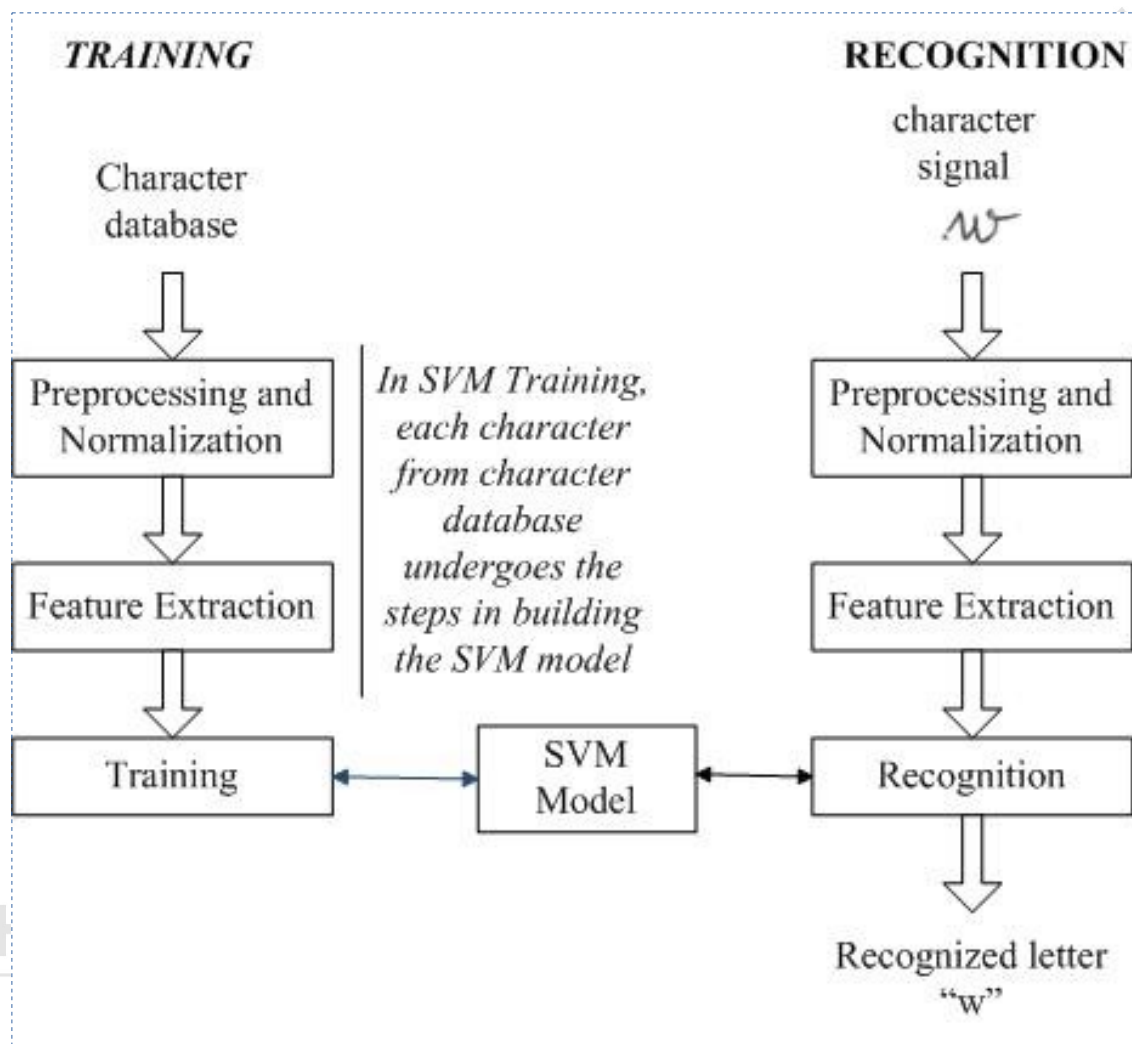 TRAINING
Character
database
Preprocessing and
Normalization
Feature Extraction
Training
In SVM Training,
each character
from character
database
undergoes the
steps in building
the SVM model
SVM
Model
RECOGNITION
character
signal
w
Preprocessing and
Normalization
Feature Extraction
Recognition
Recognized letter
“w”